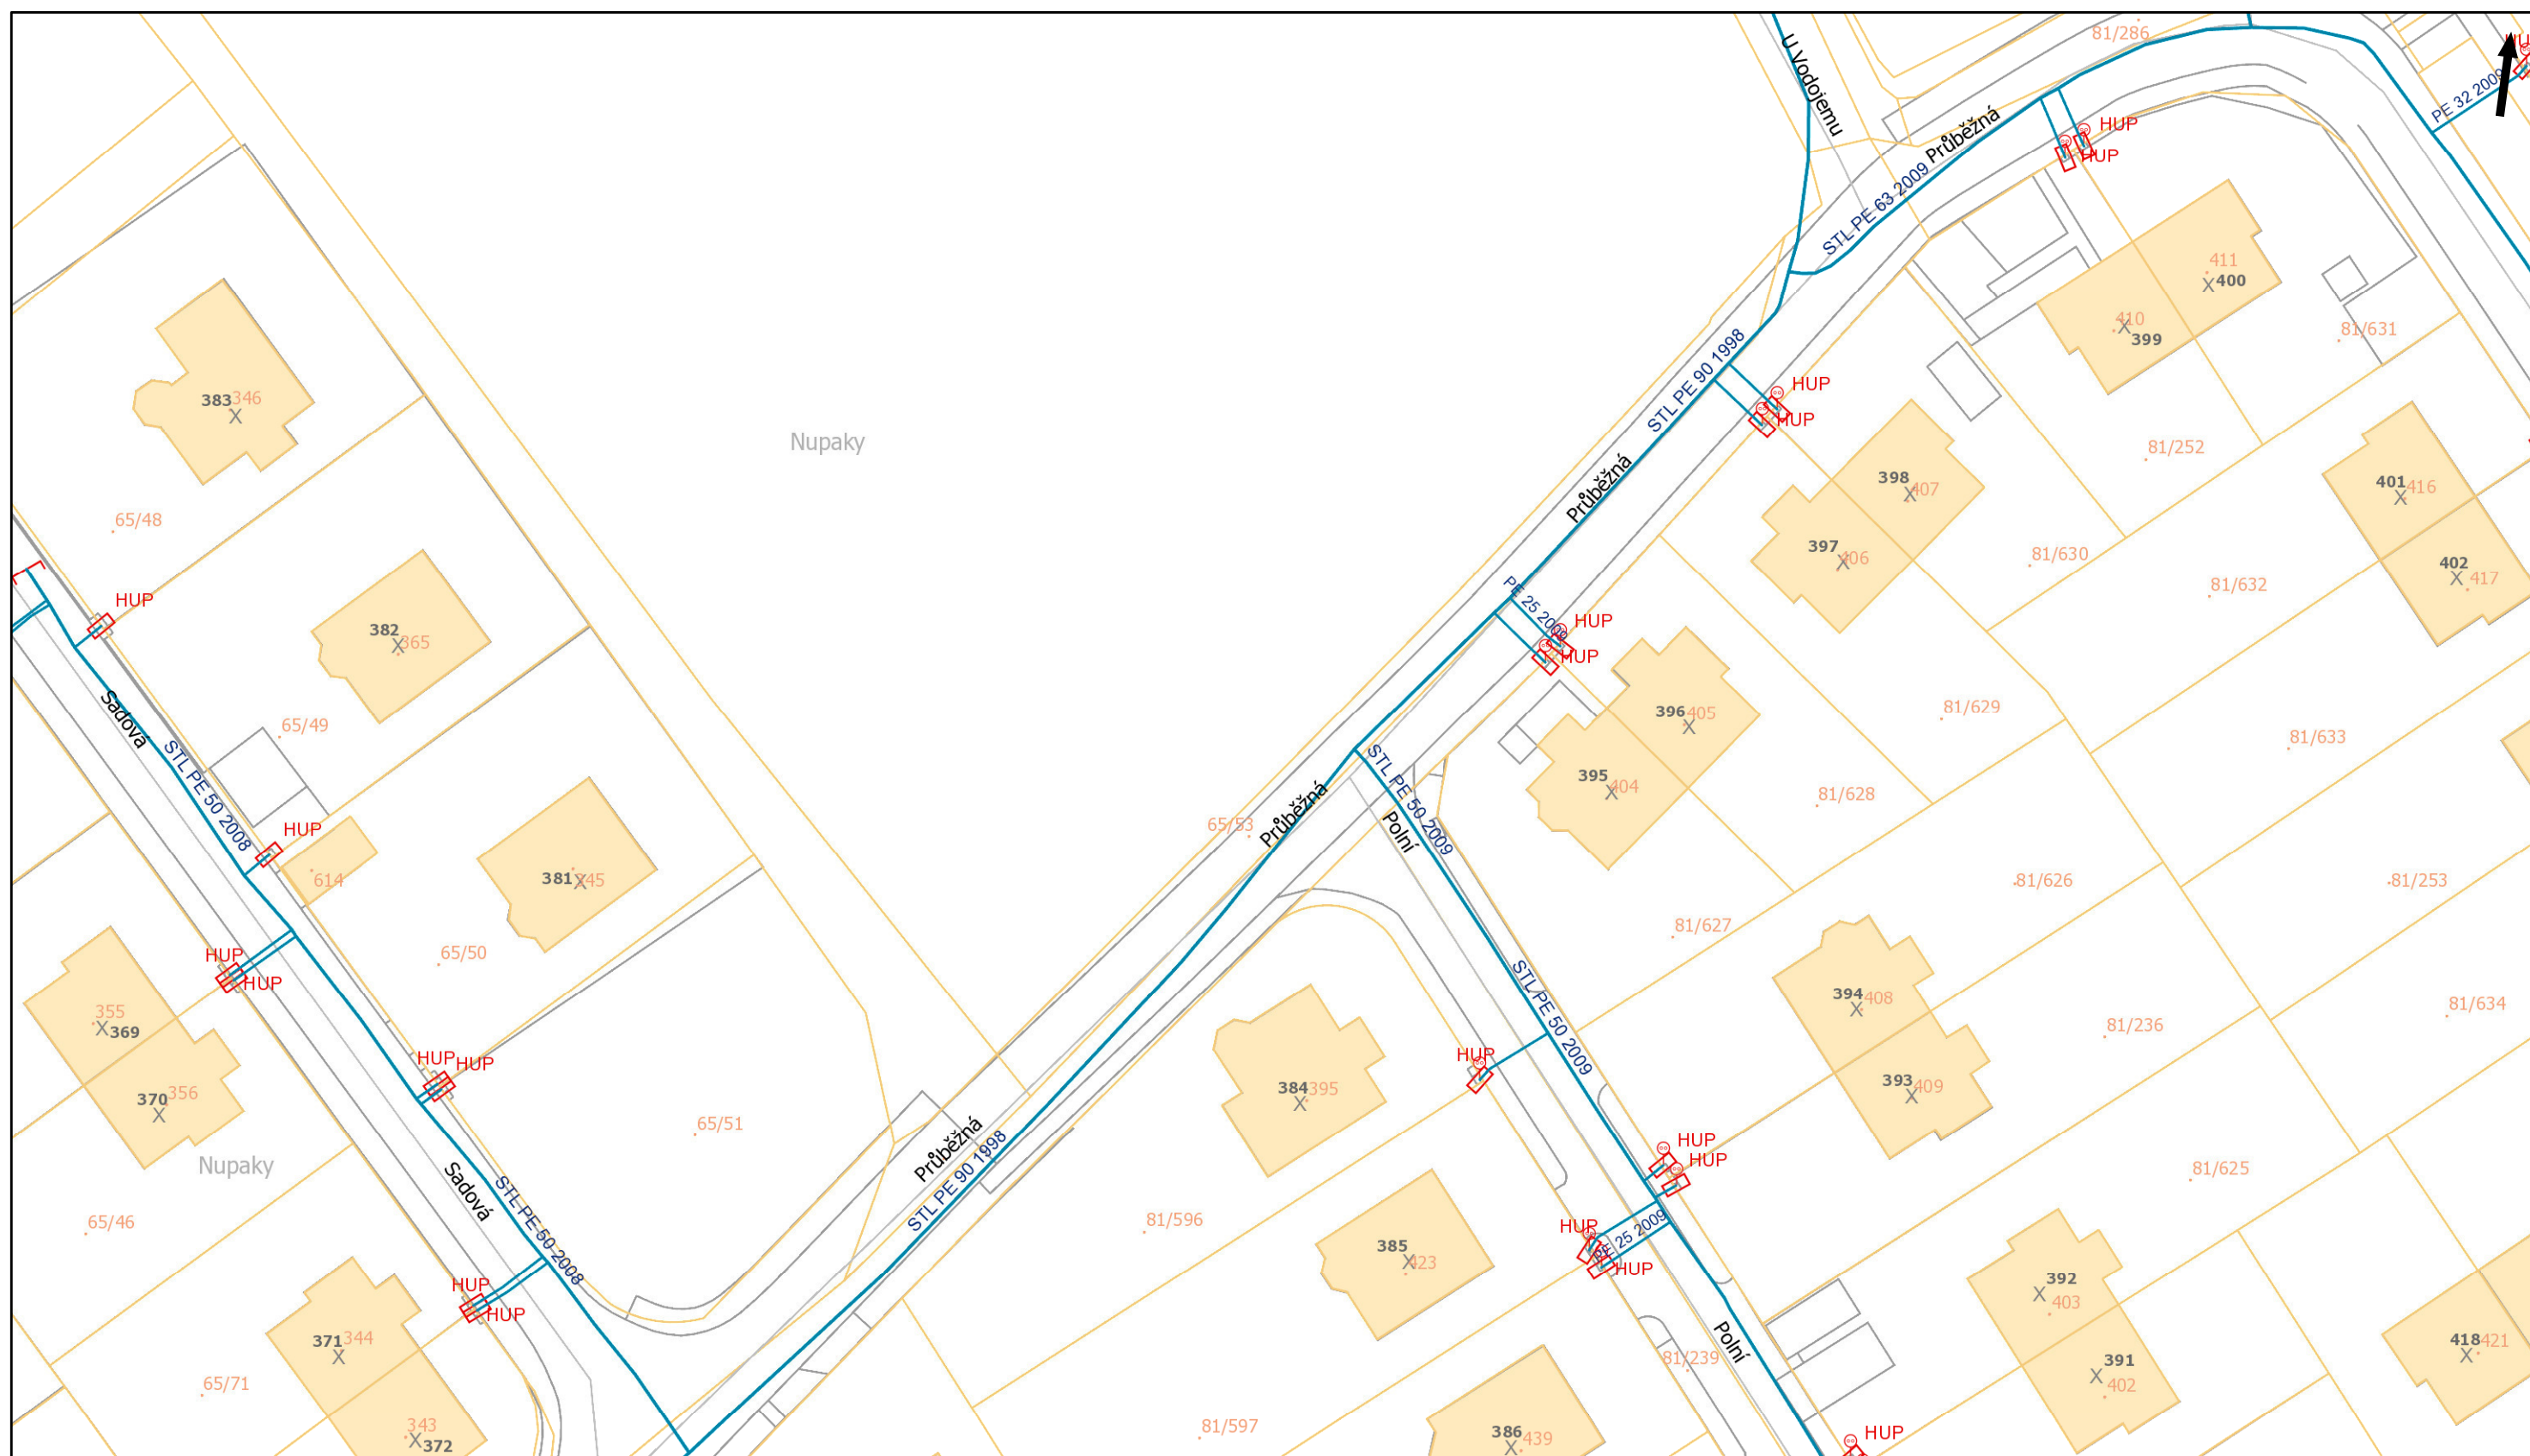 81/286
HU
U Vodojemu
PE 32 2009
Průběžná
HUP
HUP
STL PE 63 2009
411
400
410
399
81/631
383
346
HUP
HUP
STL PE 90 1998
Nupaky
81/252
398
407
401
416
65/48
Průběžná
397
406
81/630
402
417
81/632
HUP
PE 25 2009
HUP
HUP
382
365
Sadová
65/49
396
405
81/629
81/633
STL PE 50 2008
STL PE 50 2009
395
404
81/628
Průběžná
65/53
Polní
HUP
614
381
345
81/626
81/253
65/50
81/627
HUP
HUP
STL PE 50 2009
394
408
81/634
355
369
81/236
HUP
HUP
HUP
370
356
384
395
393
409
65/51
Průběžná
STL PE 90 1998
HUP
HUP
Nupaky
81/625
Sadová
STL PE 50 2008
65/46
81/596
HUP
PE 25 2009
HUP
385
423
392
403
HUP
HUP
Polní
371
344
81/239
418
421
391
402
65/71
343
372
81/597
386
439
HUP